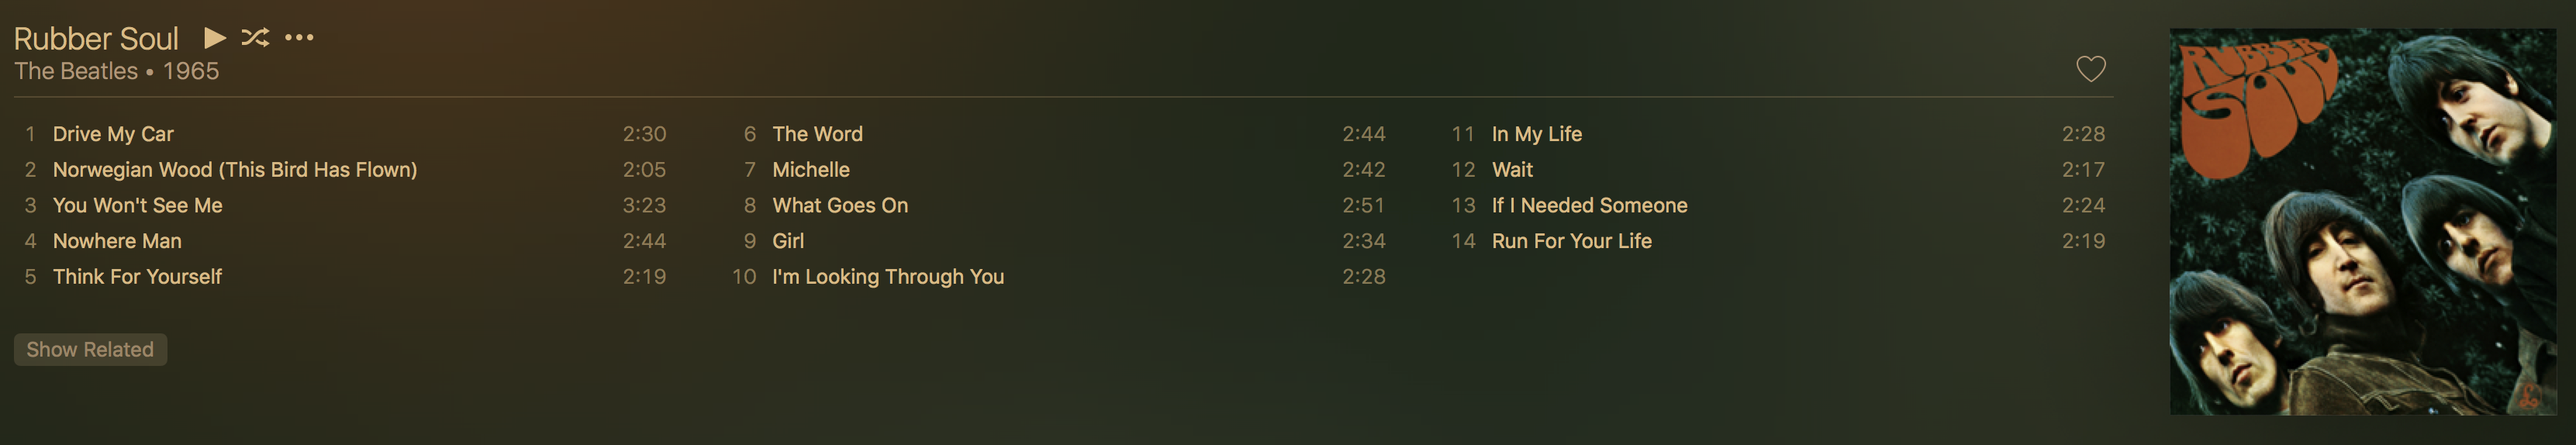 Rubber Soul
The Beatles • 1965
1 Drive My Car 2:30
2 Norwegian Wood (This Bird Has Flown) 2:05
3 You Won't See Me 3:23
4 Nowhere Man 2:44
5 Think For Yourself 2:19
6 The Word 2:44
7 Michelle 2:42
8 What Goes On 2:51
9 Girl 2:34
10 I'm Looking Through You 2:28
11 In My Life 2:28
12 Wait 2:17
13 If I Needed Someone 2:24
14 Run For Your Life 2:19
Show Related
RUBBER
SOUL